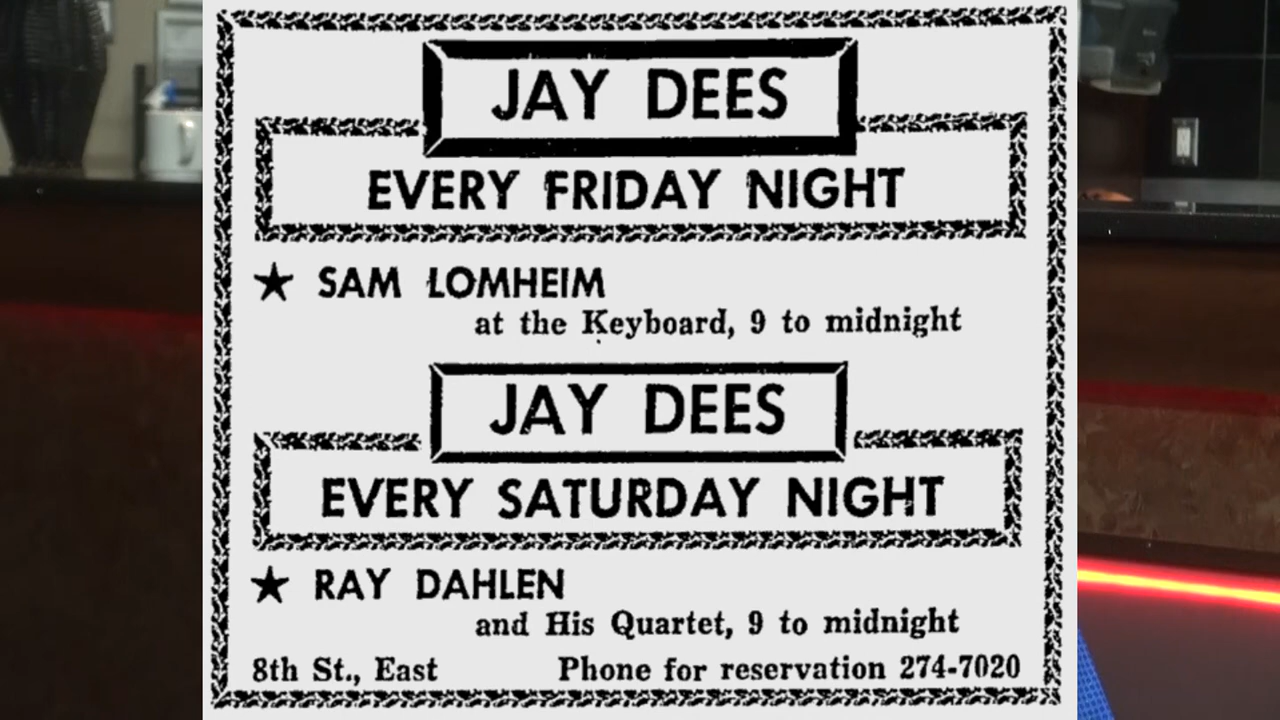 JAY DEES
EVERY FRIDAY NIGHT
★ SAM LOMHEIM
at the Keyboard, 9 to midnight
JAY DEES
EVERY SATURDAY NIGHT
★ RAY DAHLEN
and His Quartet, 9 to midnight
8th St., East Phone for reservation 274-7020